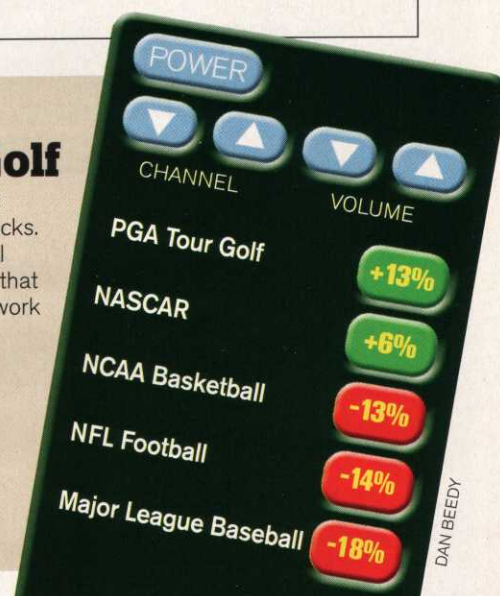 olf
cks.
l
that
work
POWER
CHANNEL VOLUME
PGA Tour Golf +13%
NASCAR +6%
NCAA Basketball -13%
NFL Football -14%
Major League Baseball -18%
DAN BEEDY